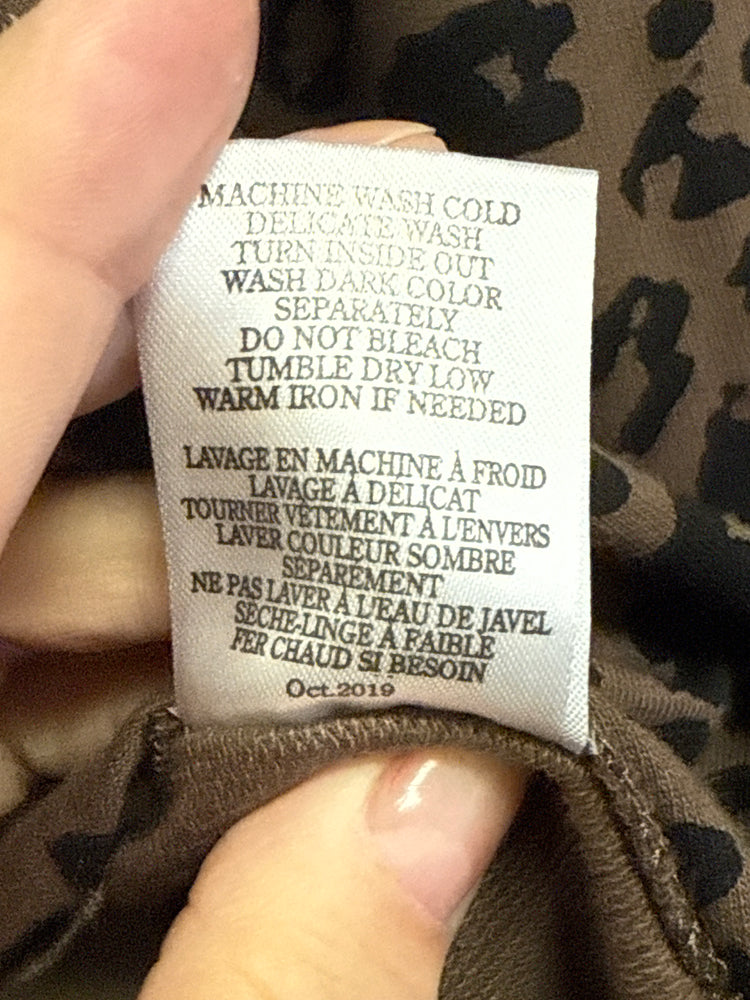 MACHINE WASH COLD
DELICATE WASH
TURN INSIDE OUT
WASH DARK COLOR
SEPARATELY
DO NOT BLEACH
TUMBLE DRY LOW
WARM IRON IF NEEDED
LAVAGE EN MACHINE À FROID
LAVAGE À DELICAT
TOURNER VÊTEMENT À L'ENVERS
LAVER COULEUR SOMBRE
SÉPARÉMENT
NE PAS LAVER À L'EAU DE JAVEL
SÈCHE-LINGE À FAIBLE
FER CHAUD SI BESOIN
Oct.2019